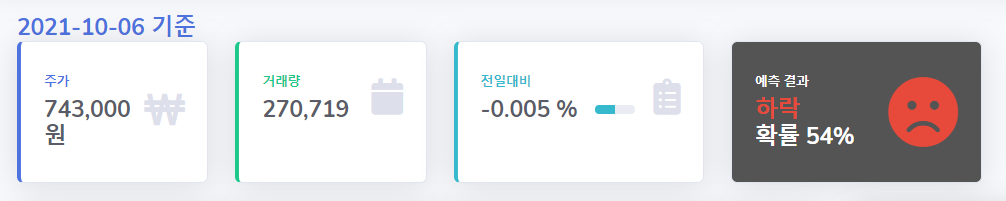 2021-10-06 기준
주가
743,000
원
거래량
270,719
전일대비
-0.005 %
예측 결과
하락
확률 54%